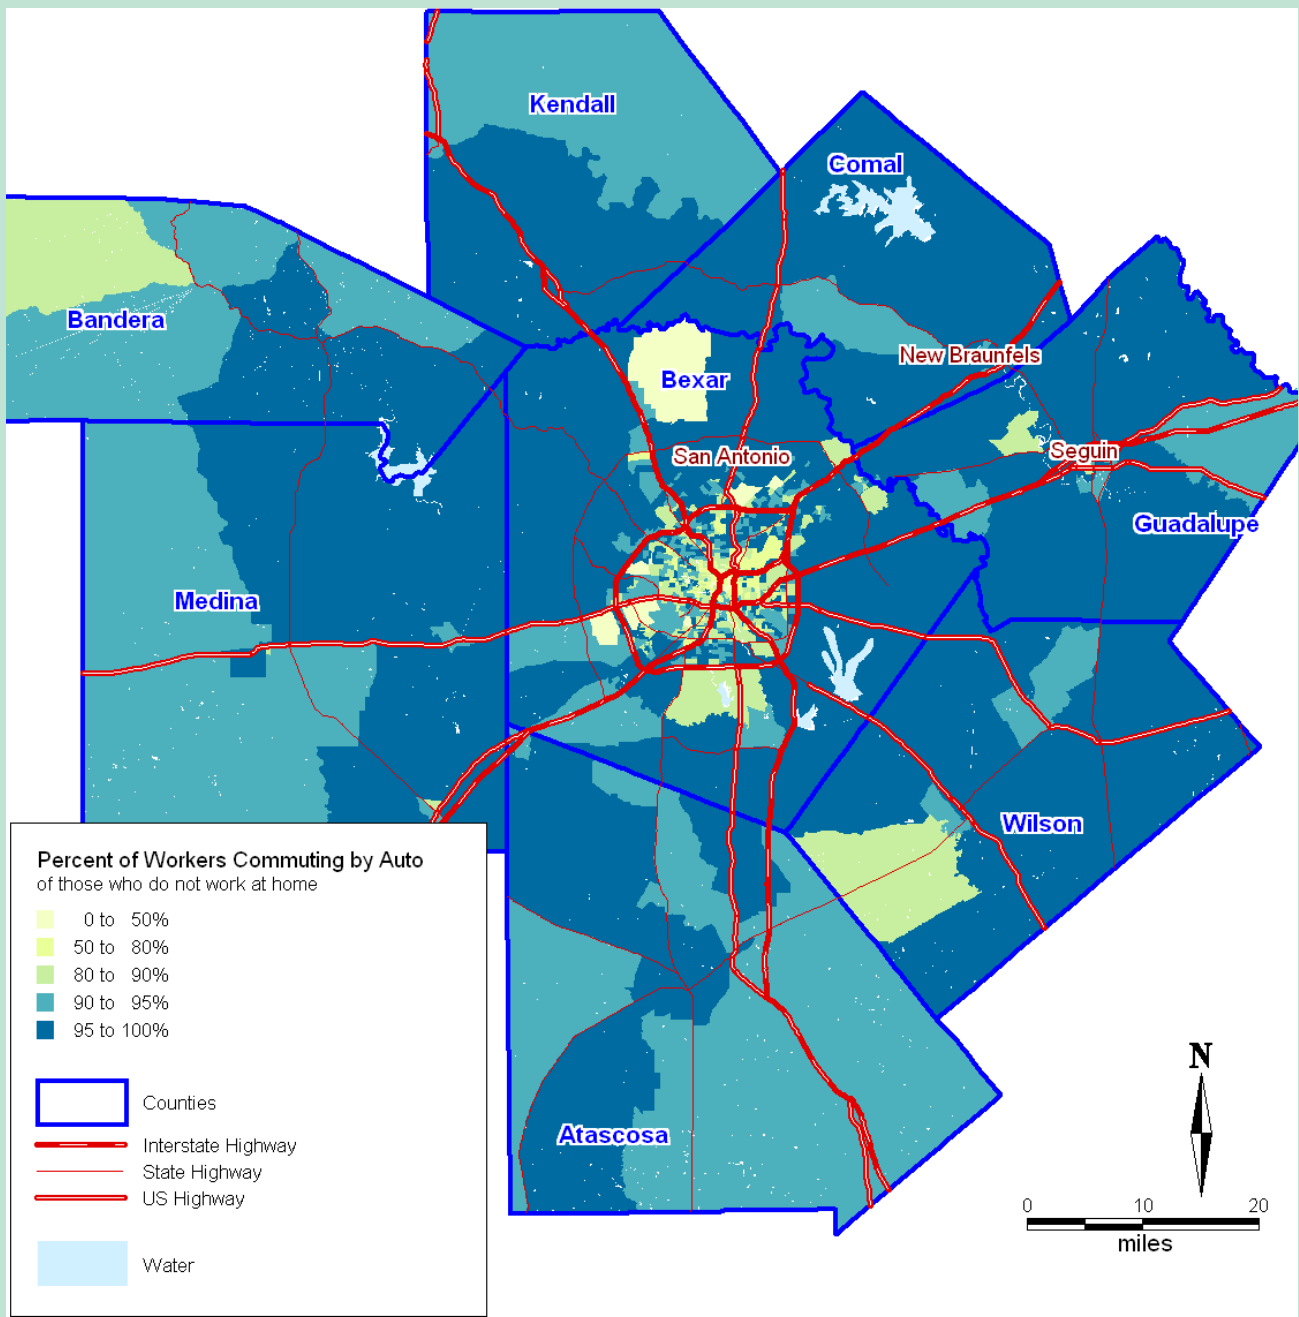 Kendall
Comal
Bandera
New Braunfels
Bexar
San Antonio
Seguin
Guadalupe
Medina
Wilson
Percent of Workers Commuting by Auto
of those who do not work at home
0 to 50%
50 to 80%
80 to 90%
90 to 95%
95 to 100%
Counties
Interstate Highway
State Highway
US Highway
Water
Atascosa
N
0 10 20
miles